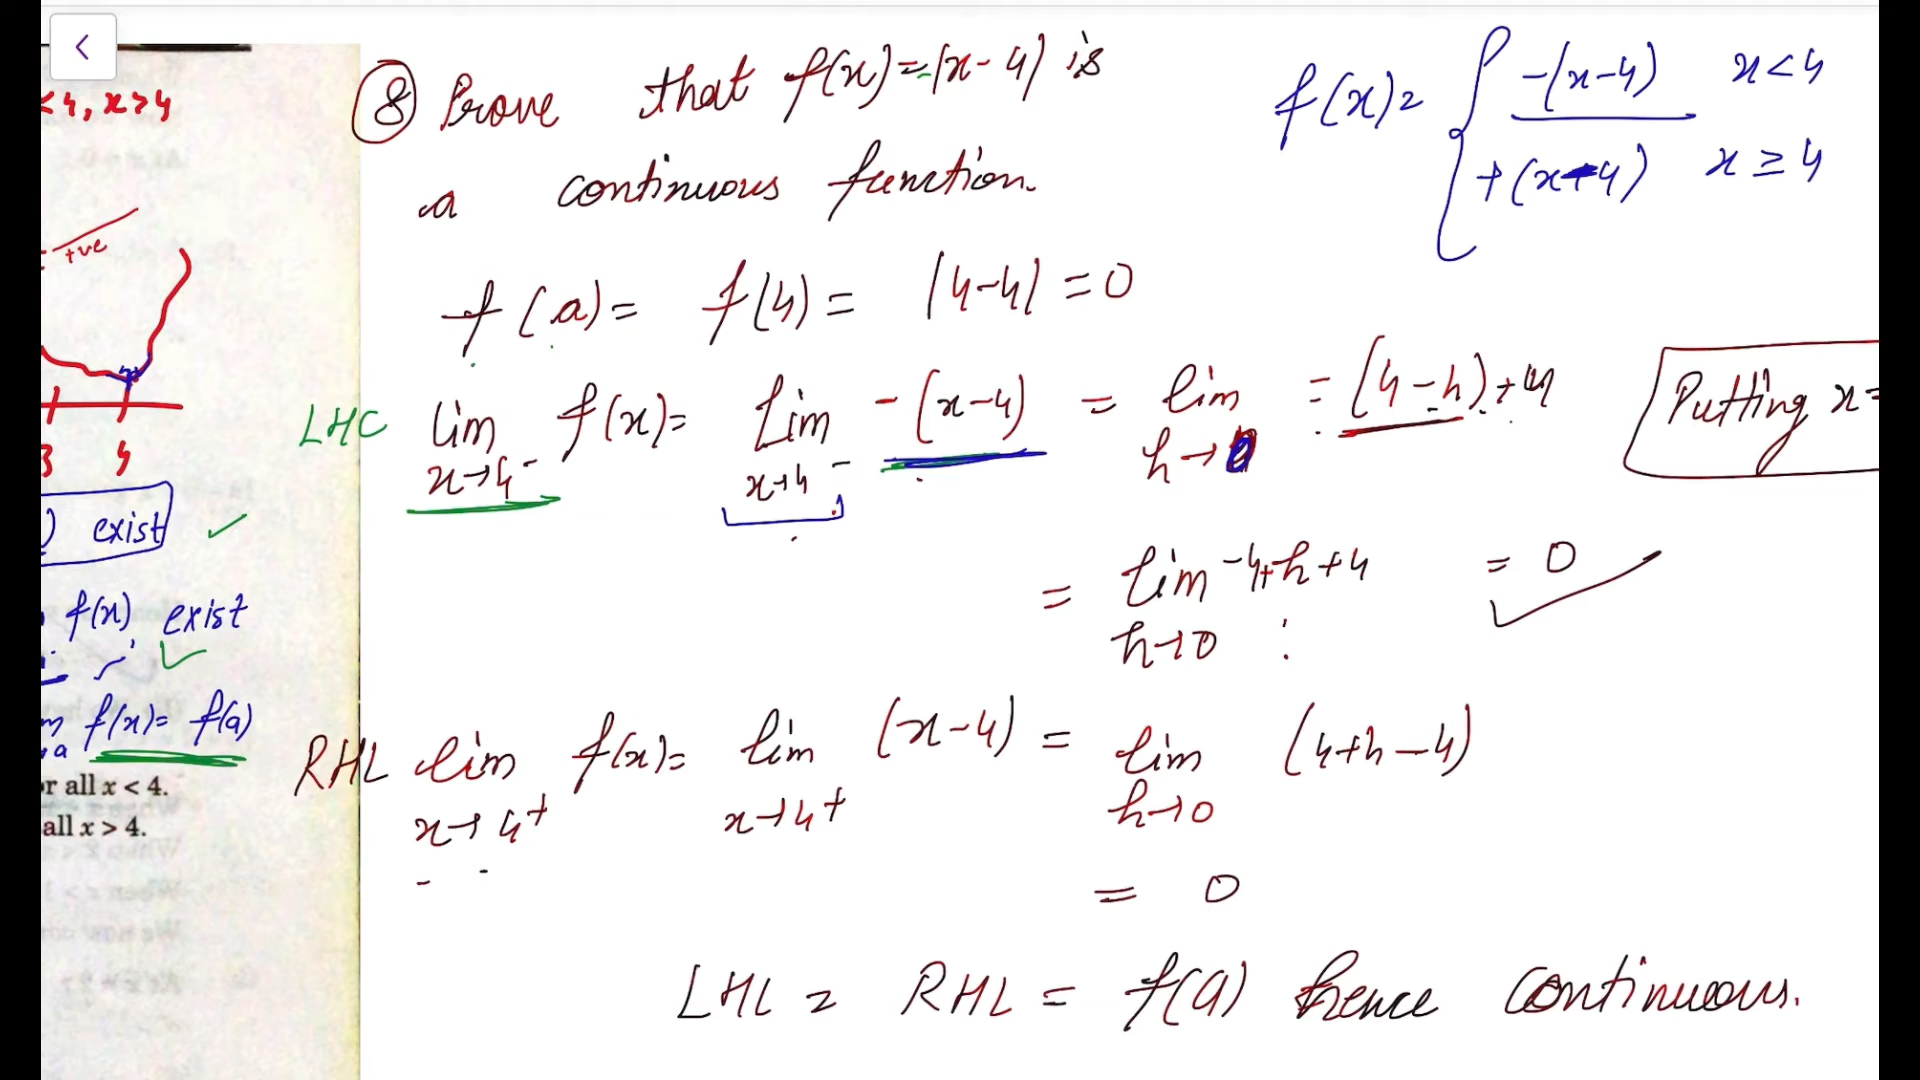 <4, x>4
⑧ Prove that f(x)=|x-4| is
a continuous function.
f(x)= { -(x-4) x<4
+(x-4) x≥4
+ve
f(a)= f(4)= |4-4| =0
LHC lim f(x)= Lim -(x-4) = lim =(4-h)+4
x→4⁻ x→4⁻ h→0
Putting x=
3 4
) exist
= lim -4+h+4 = 0
h→0
f(x) exist
f(x)= f(a)
a
RHL lim f(x)= lim (x-4) = lim (4+h-4)
x→4+ x→4+ h→0
r all x < 4.
all x > 4.
= 0
LHL = RHL = f(a) hence continuous.